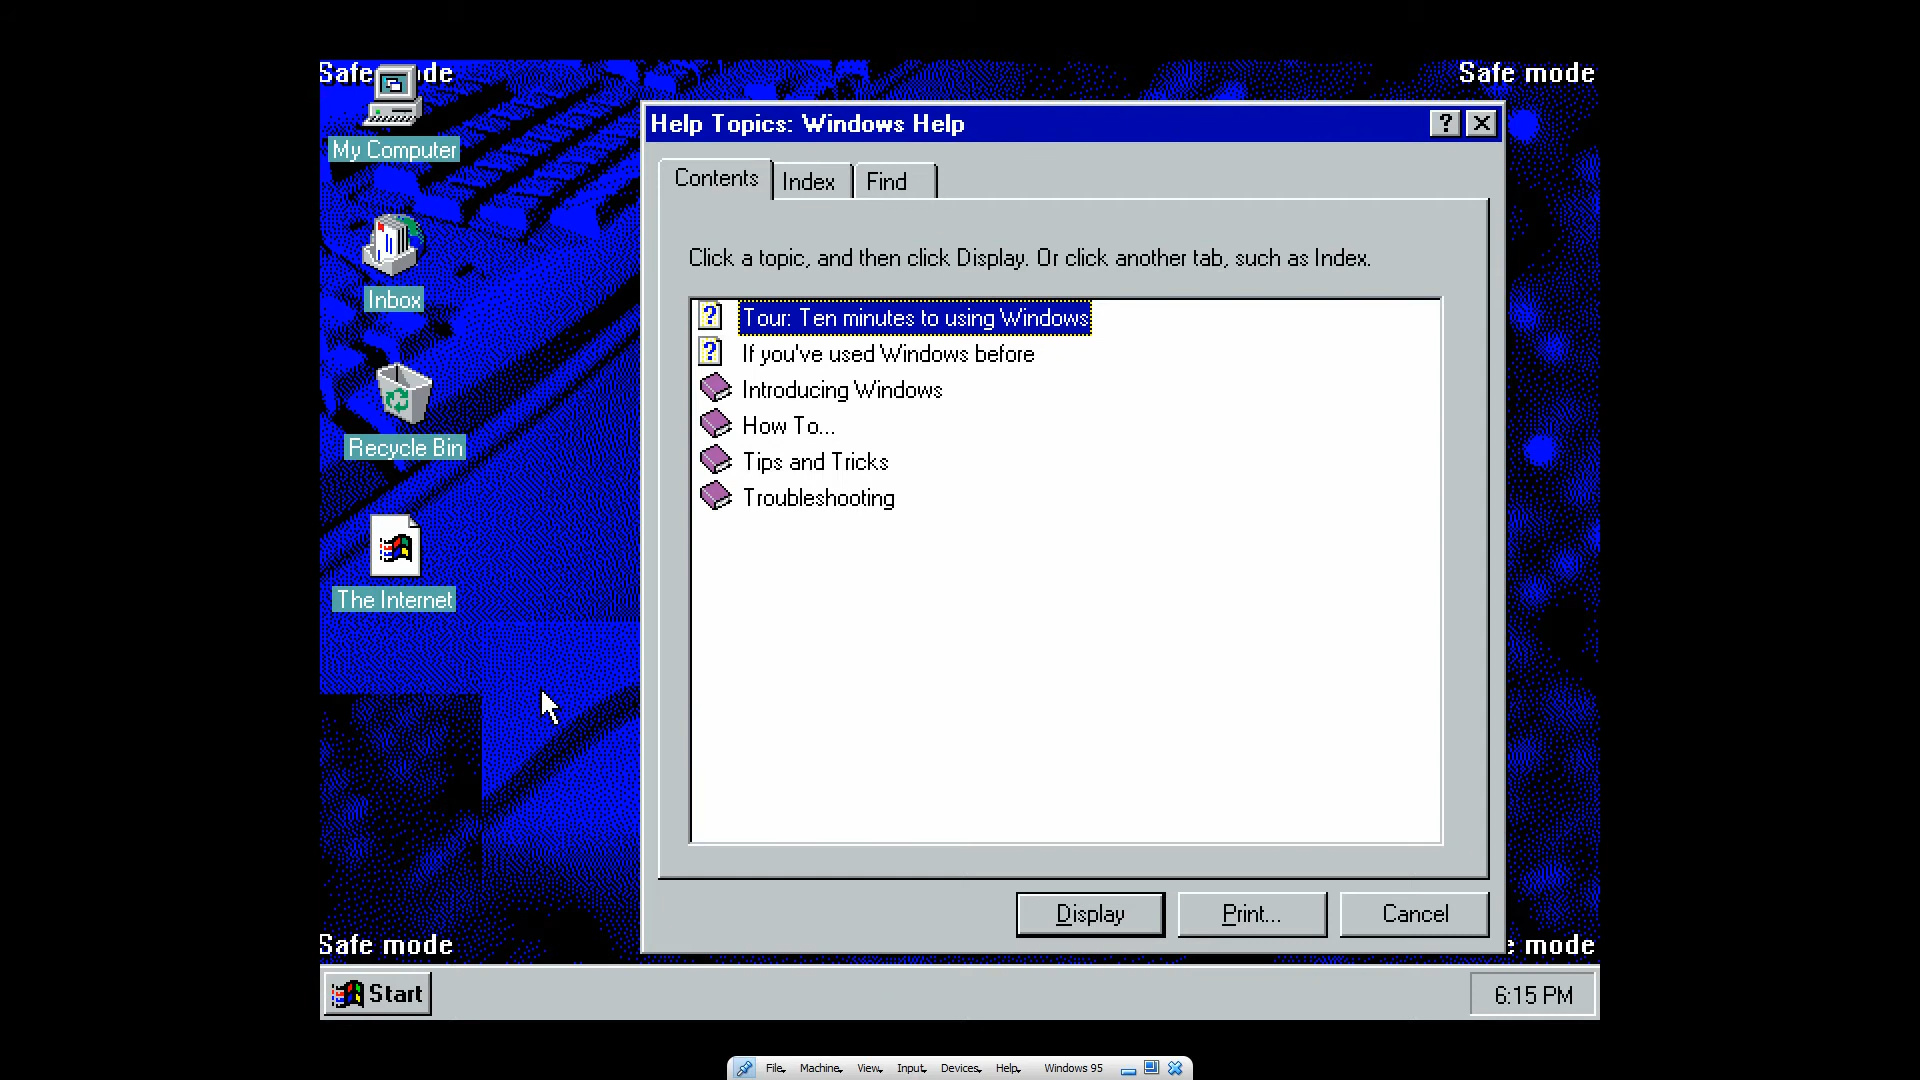 Safe mode
Safe mode
My Computer
Inbox
Recycle Bin
The Internet
Help Topics: Windows Help
Contents
Index
Find
Click a topic, and then click Display. Or click another tab, such as Index.
Tour: Ten minutes to using Windows
If you've used Windows before
Introducing Windows
How To...
Tips and Tricks
Troubleshooting
Display
Print...
Cancel
Safe mode
mode
Start
6:15 PM
File
Machine
View
Input
Devices
Help
Windows 95